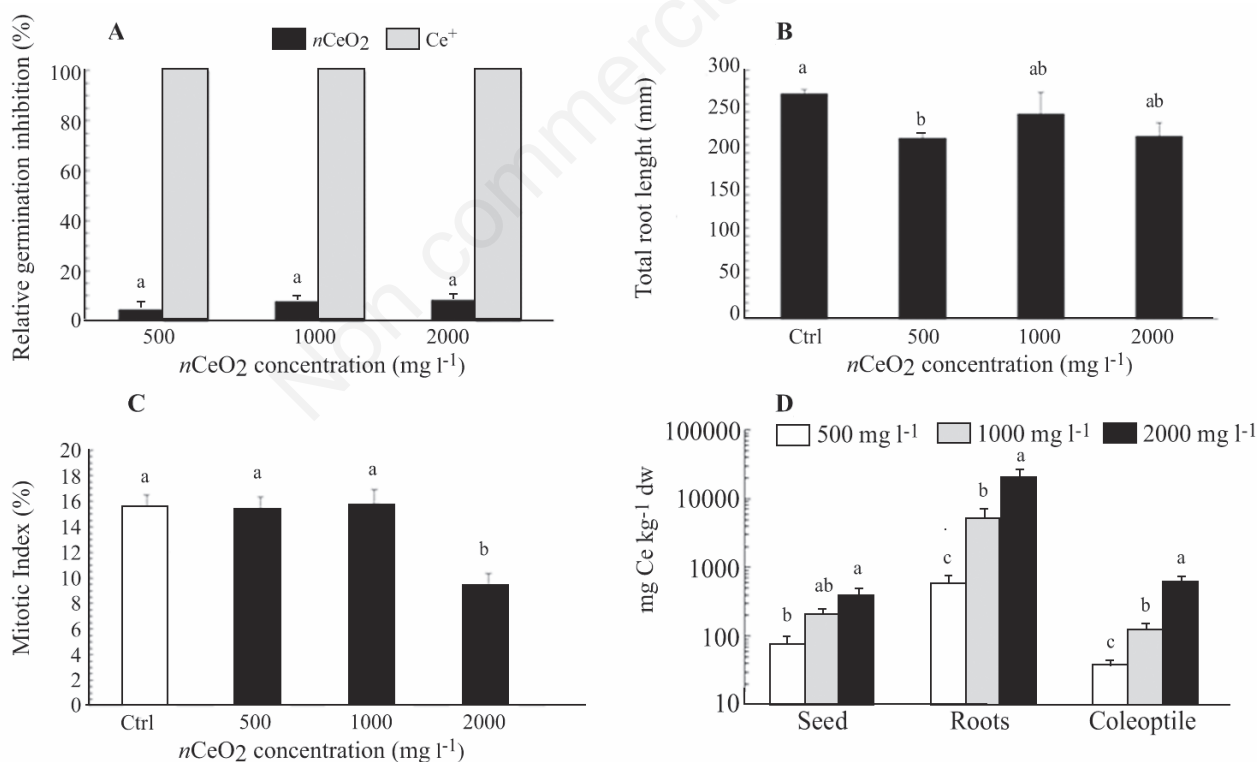 Non commercial
A
nCeO2 Ce+
Relative germination inhibition (%)
100
80
60
40
20
0
a a a
500 1000 2000
nCeO2 concentration (mg l-1)
B
Total root lenght (mm)
300
250
200
150
200
150
100
50
0
a b ab ab
Ctrl 500 1000 2000
nCeO2 concentration (mg l-1)
C
Mitotic Index (%)
20
18
16
14
12
10
8
6
4
2
0
a a a b
Ctrl 500 1000 2000
nCeO2 concentration (mg l-1)
D
500 mg l-1 1000 mg l-1 2000 mg l-1
mg Ce kg-1 dw
100000
10000
1000
100
10
b ab a c b a c b a
Seed Roots Coleoptile